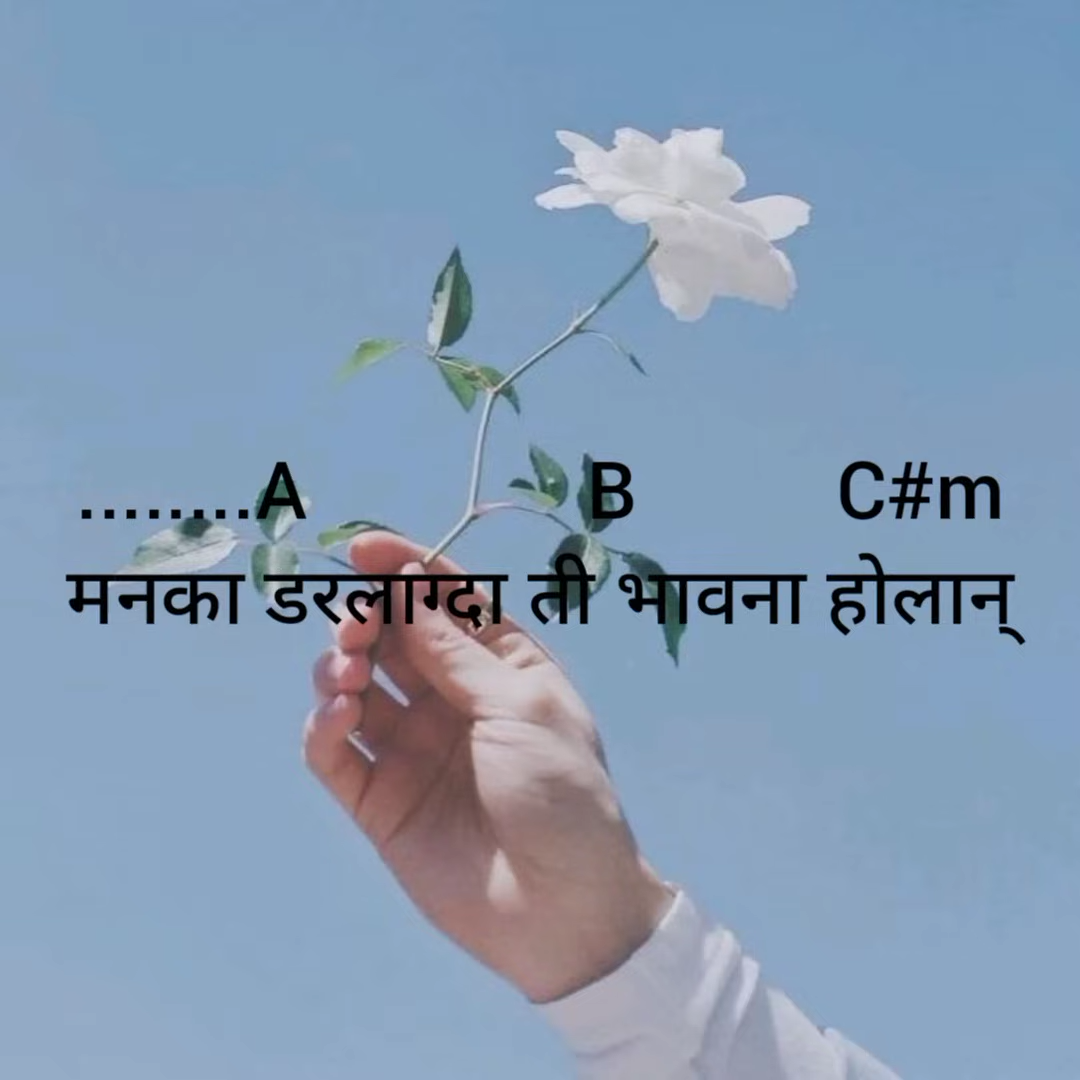 ........A B C#m
मनका डरलाग्दा ती भावना होलान्